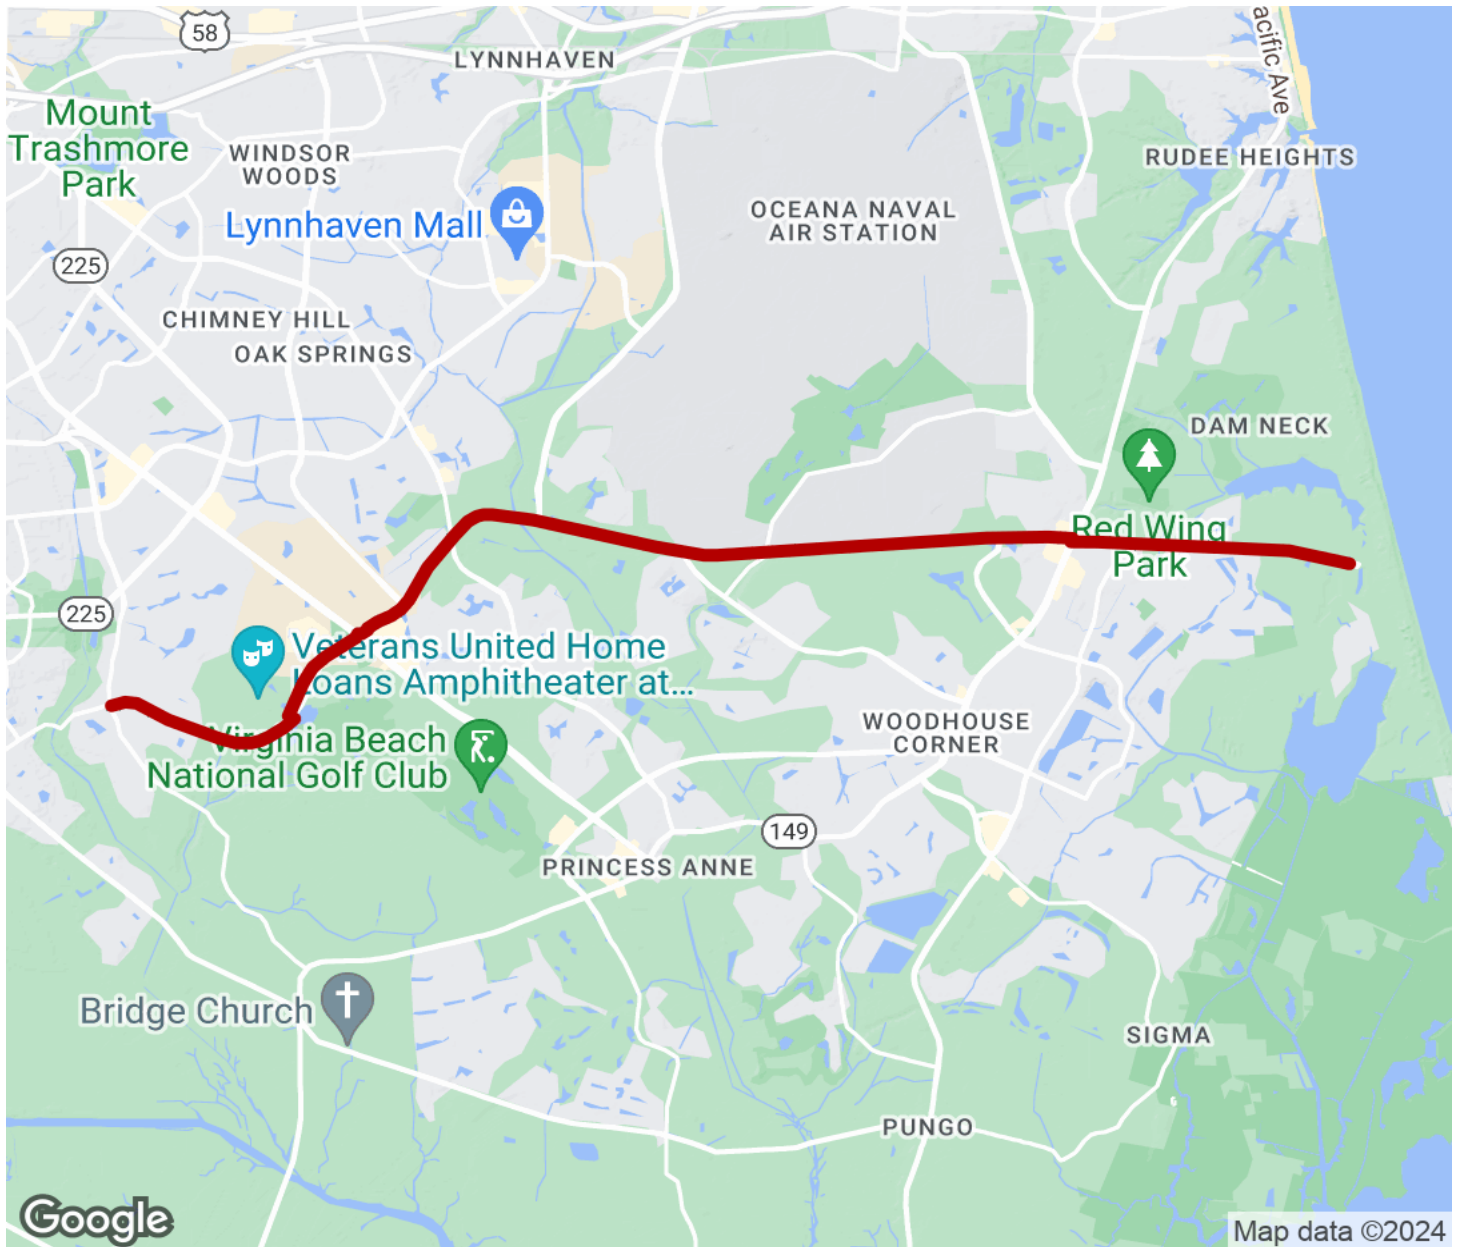 58
LYNNHAVEN
acific Ave
Mount
Trashmore
Park
WINDSOR
WOODS
RUDEE HEIGHTS
Lynnhaven Mall
OCEANA NAVAL
AIR STATION
225
CHIMNEY HILL
OAK SPRINGS
DAM NECK
Red Wing
Park
225
Veterans United Home
Loans Amphitheater at...
Virginia Beach
National Golf Club
WOODHOUSE
CORNER
149
PRINCESS ANNE
Bridge Church
SIGMA
PUNGO
Google
Map data ©2024